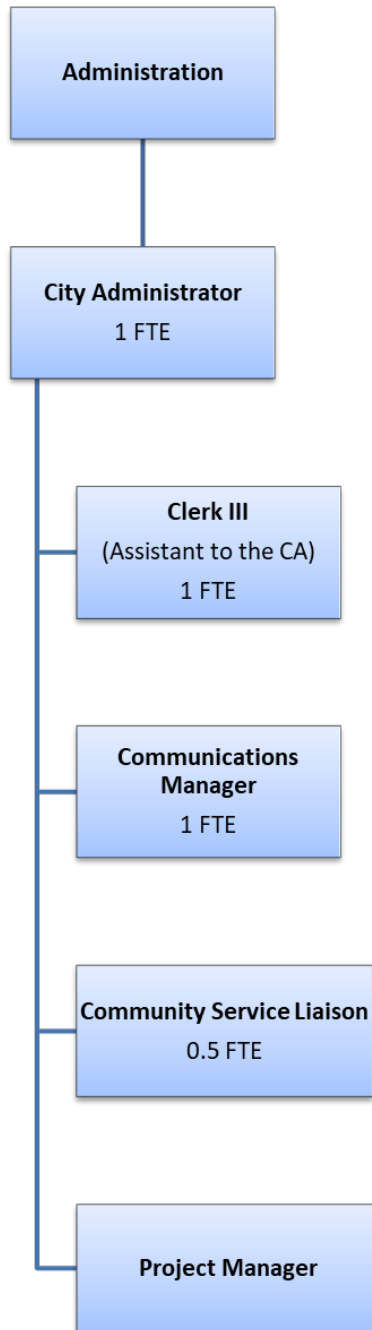 Administration
City Administrator
1 FTE
Clerk III
(Assistant to the CA)
1 FTE
Communications
Manager
1 FTE
Community Service Liaison
0.5 FTE
Project Manager